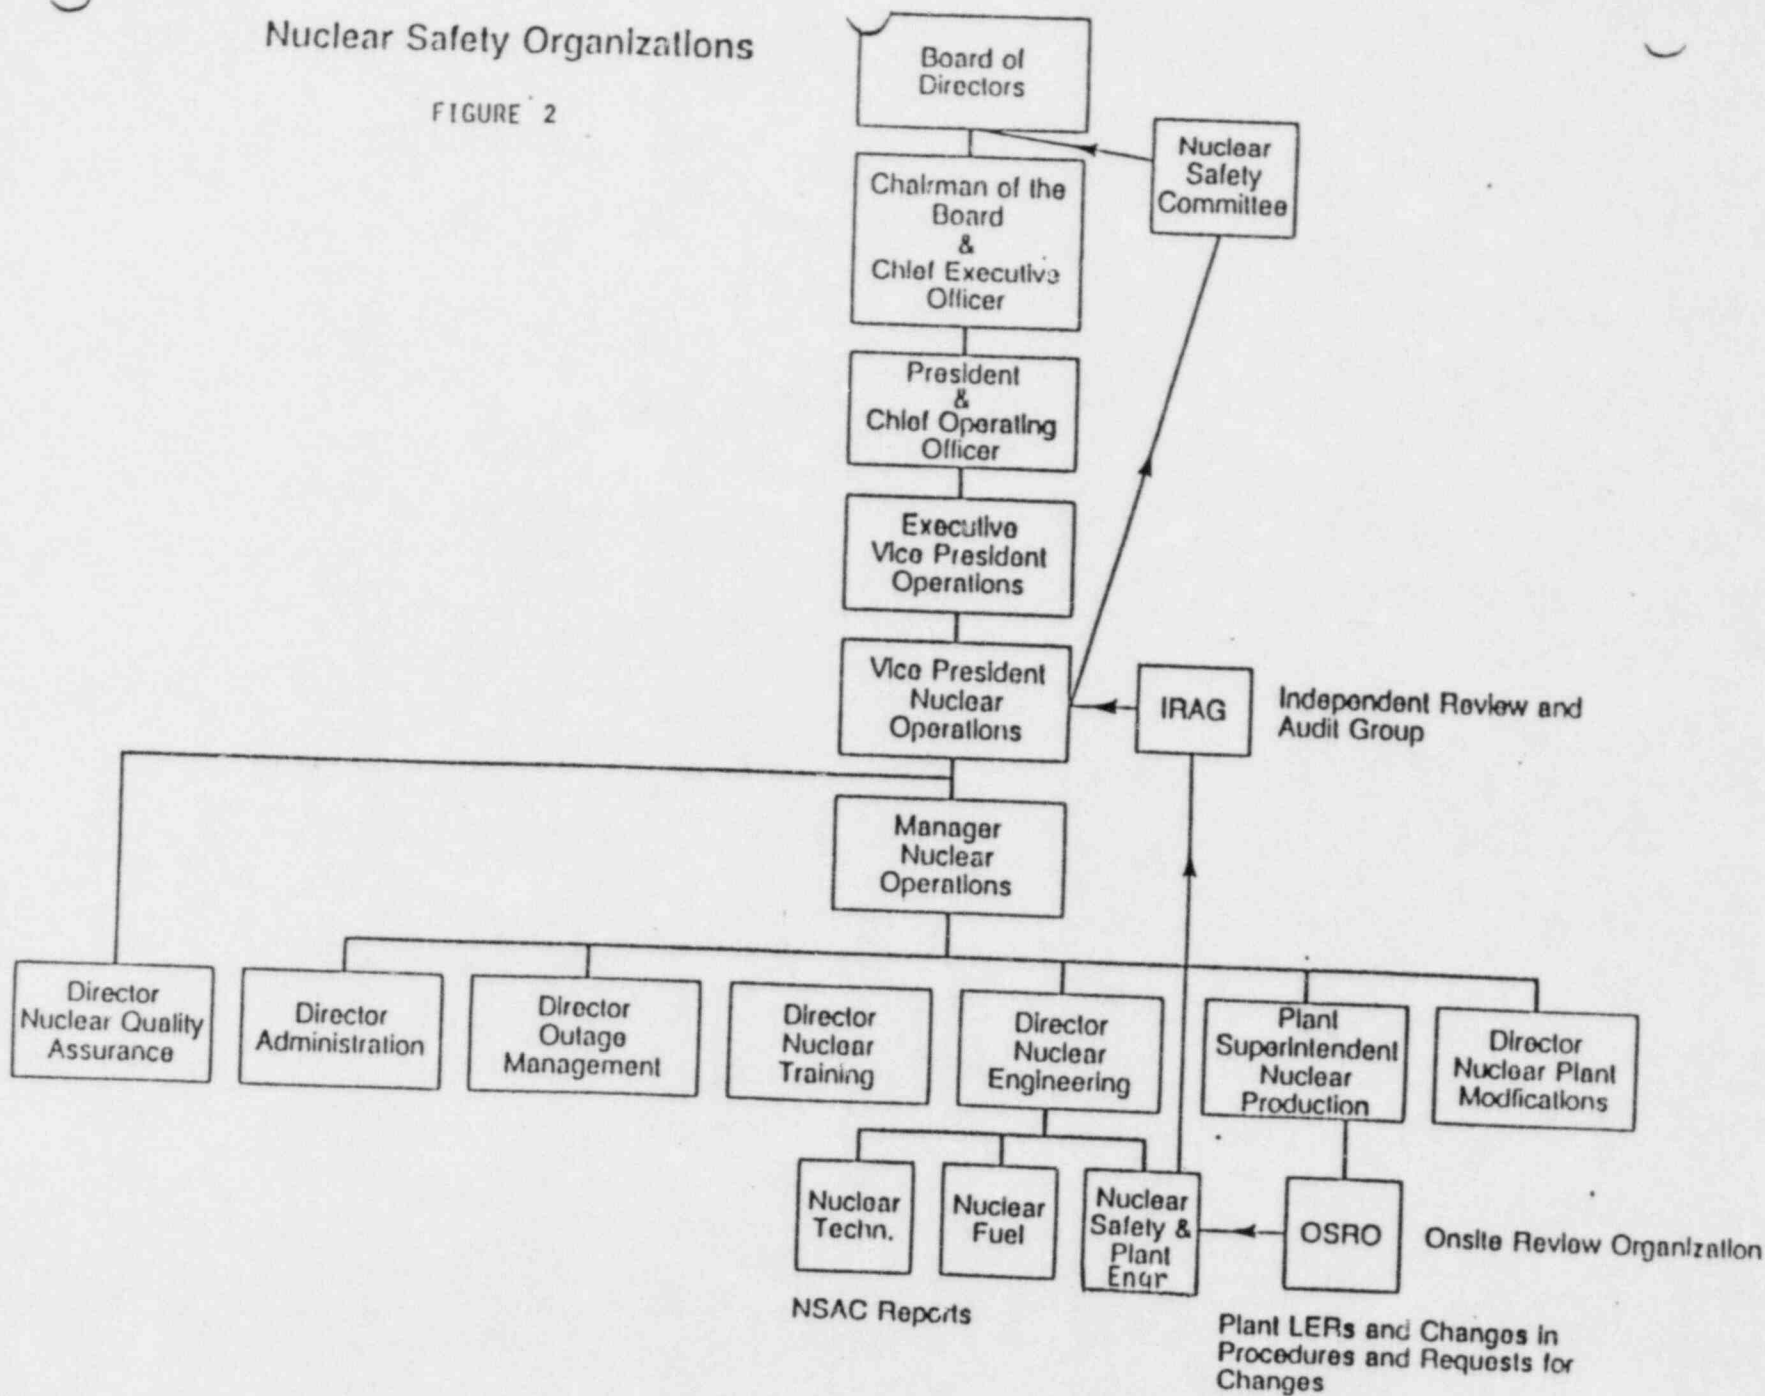 Nuclear Safety Organizations
FIGURE 2
Board of
Directors
Nuclear
Safety
Committee
Chairman of the
Board
&
Chief Executive
Officer
President
&
Chief Operating
Officer
Executive
Vice President
Operations
Vice President
Nuclear
Operations
IRAG
Independent Review and
Audit Group
Manager
Nuclear
Operations
Director
Nuclear Quality
Assurance
Director
Administration
Director
Outage
Management
Director
Nuclear
Training
Director
Nuclear
Engineering
Plant
Superintendent
Nuclear
Production
Director
Nuclear Plant
Modfications
Nuclear
Techn.
Nuclear
Fuel
Nuclear
Safety &
Plant
Engr
OSRO
Onsite Review Organization
NSAC Reports
Plant LERs and Changes in
Procedures and Requests for
Changes